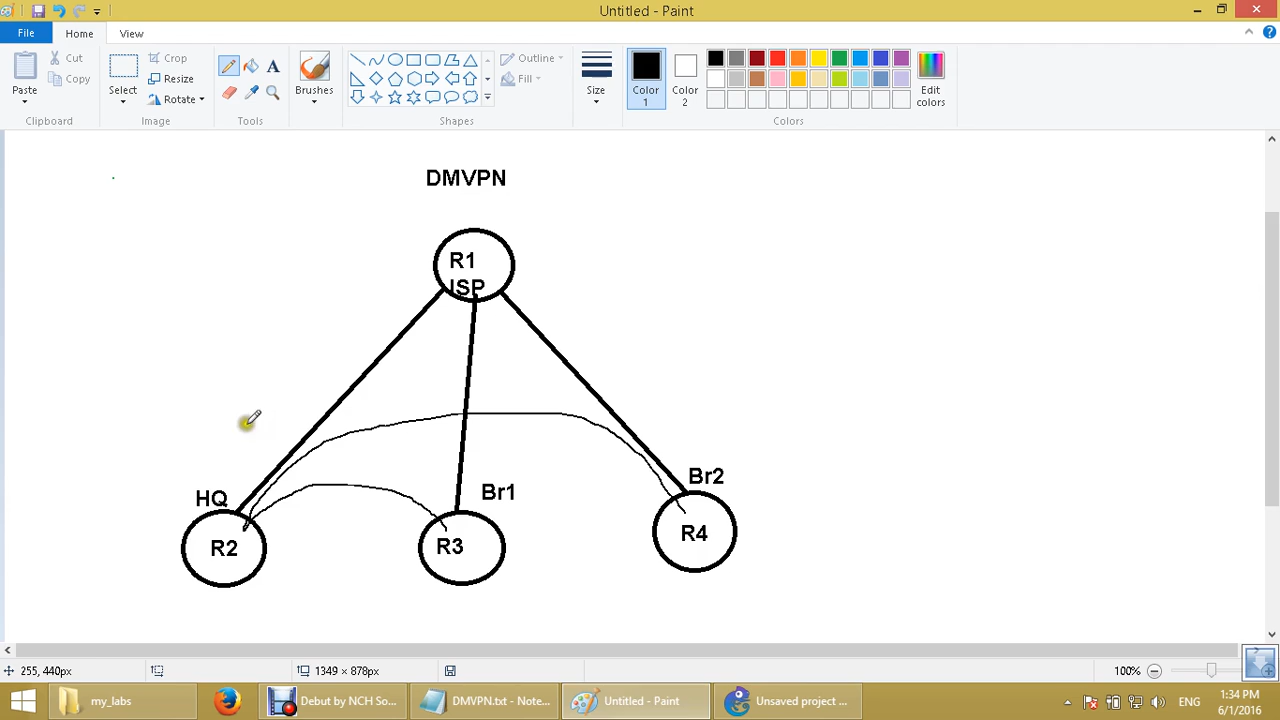 Untitled - Paint
File
Home
View
Paste
Cut
Copy
Clipboard
Select
Crop
Resize
Rotate
Image
Tools
Brushes
Outline
Fill
Shapes
Size
Color 1
Color 2
Edit colors
Colors
DMVPN
R1
ISP
HQ
Br1
Br2
R2
R3
R4
255, 440px
1349 × 878px
100%
my_labs
Debut by NCH So...
DMVPN.txt - Note...
Untitled - Paint
Unsaved project ...
ENG
1:34 PM
6/1/2016